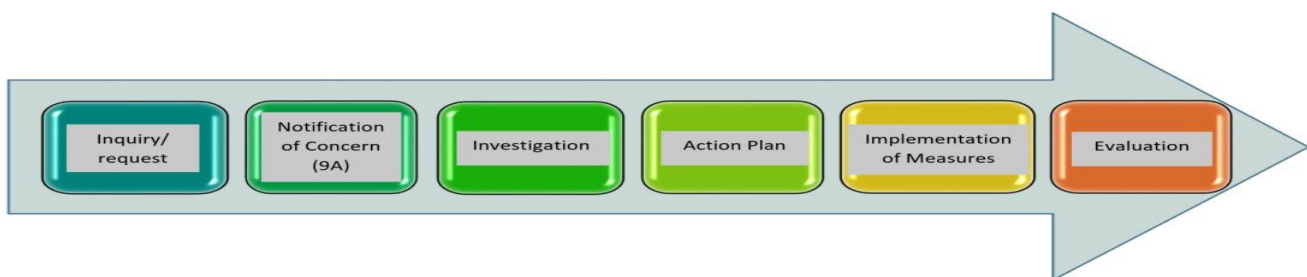 Inquiry/
request
Notification
of Concern
(9A)
Investigation
Action Plan
Implementation
of Measures
Evaluation